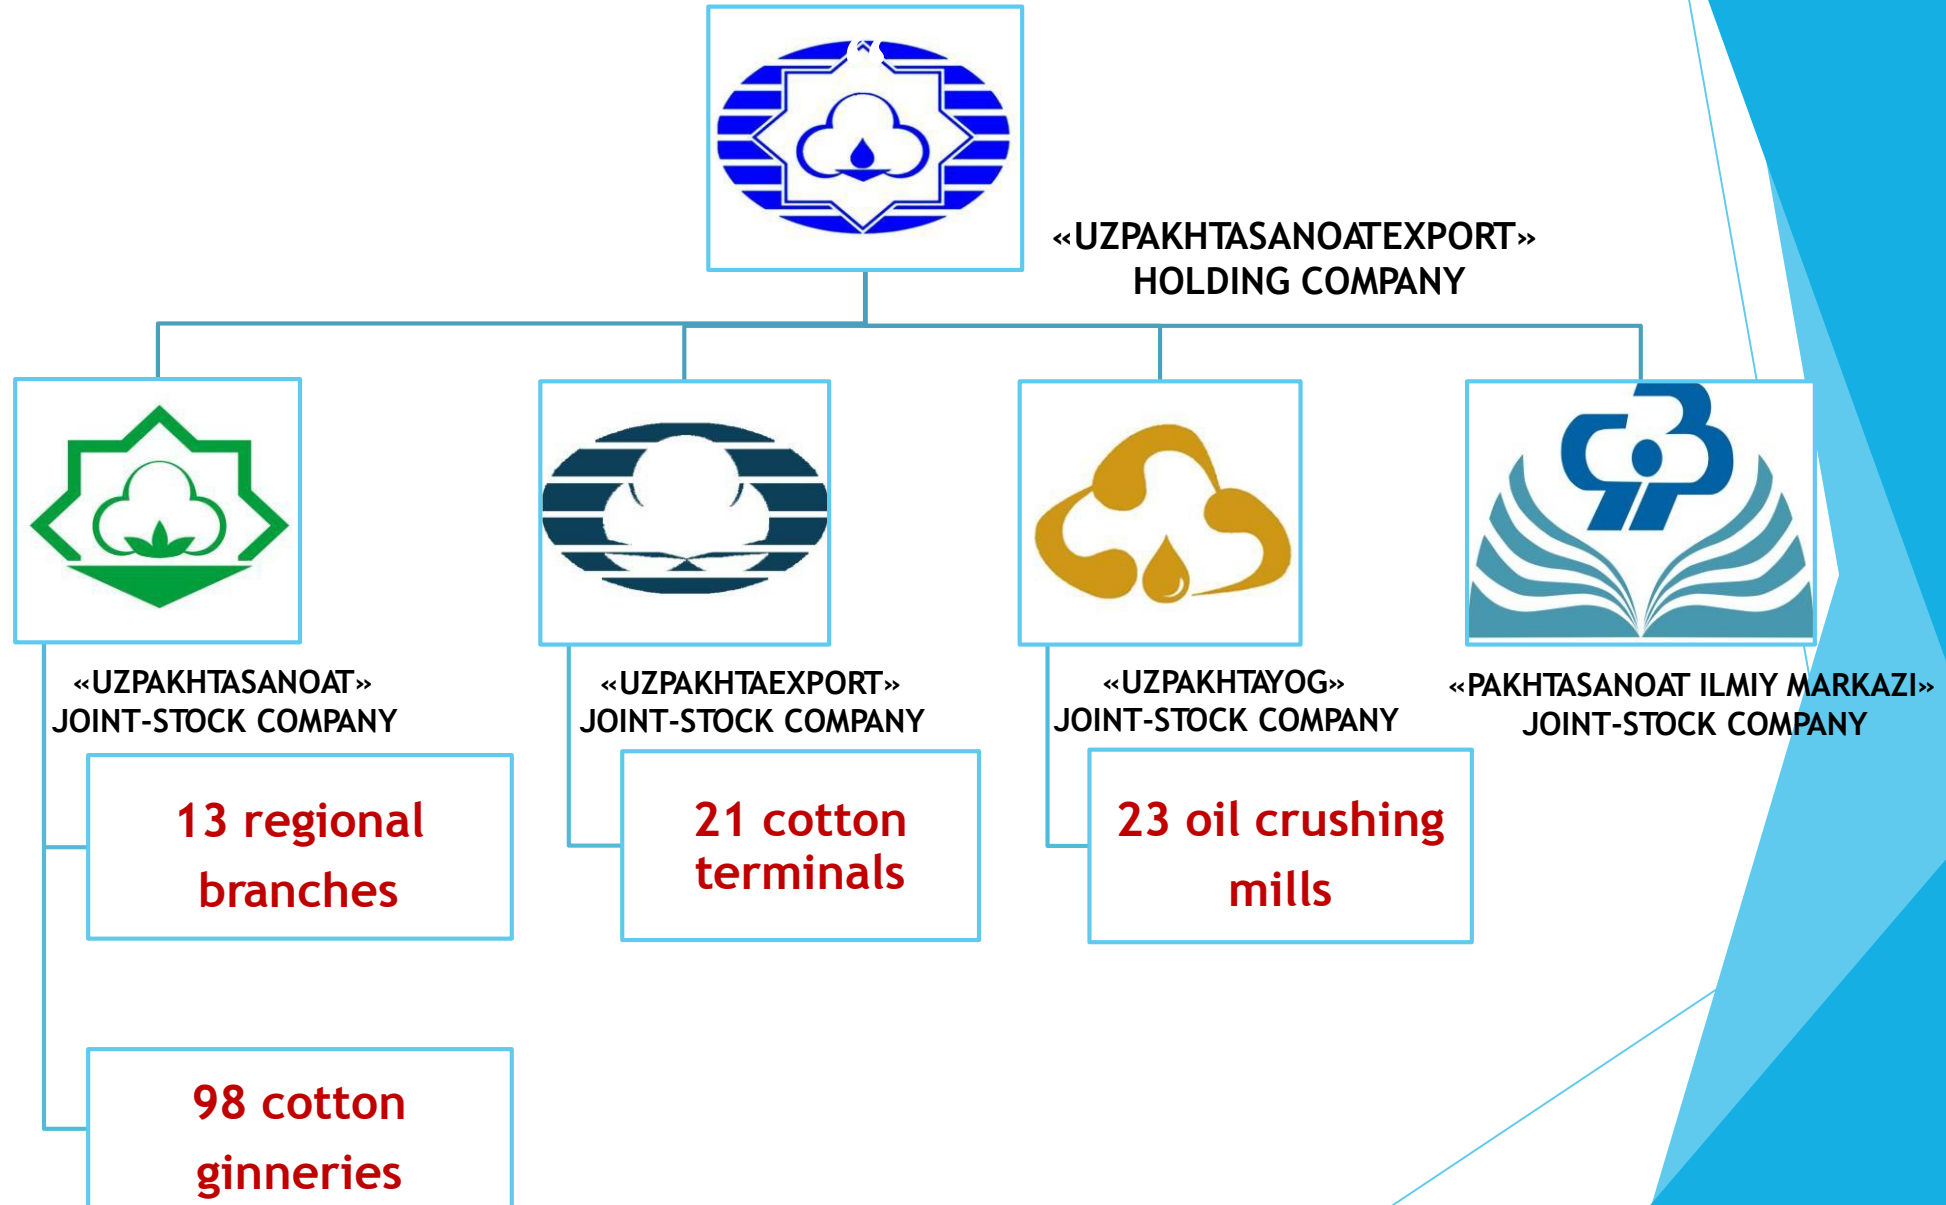 «UZPAKHTASANOATEXPORT»
HOLDING COMPANY
«UZPAKHTASANOAT»
JOINT-STOCK COMPANY
13 regional
branches
98 cotton
ginneries
«UZPAKHTAEXPORT»
JOINT-STOCK COMPANY
21 cotton
terminals
«UZPAKHTAYOG»
JOINT-STOCK COMPANY
23 oil crushing
mills
«PAKHTASANOAT ILMIY MARKAZI»
JOINT-STOCK COMPANY